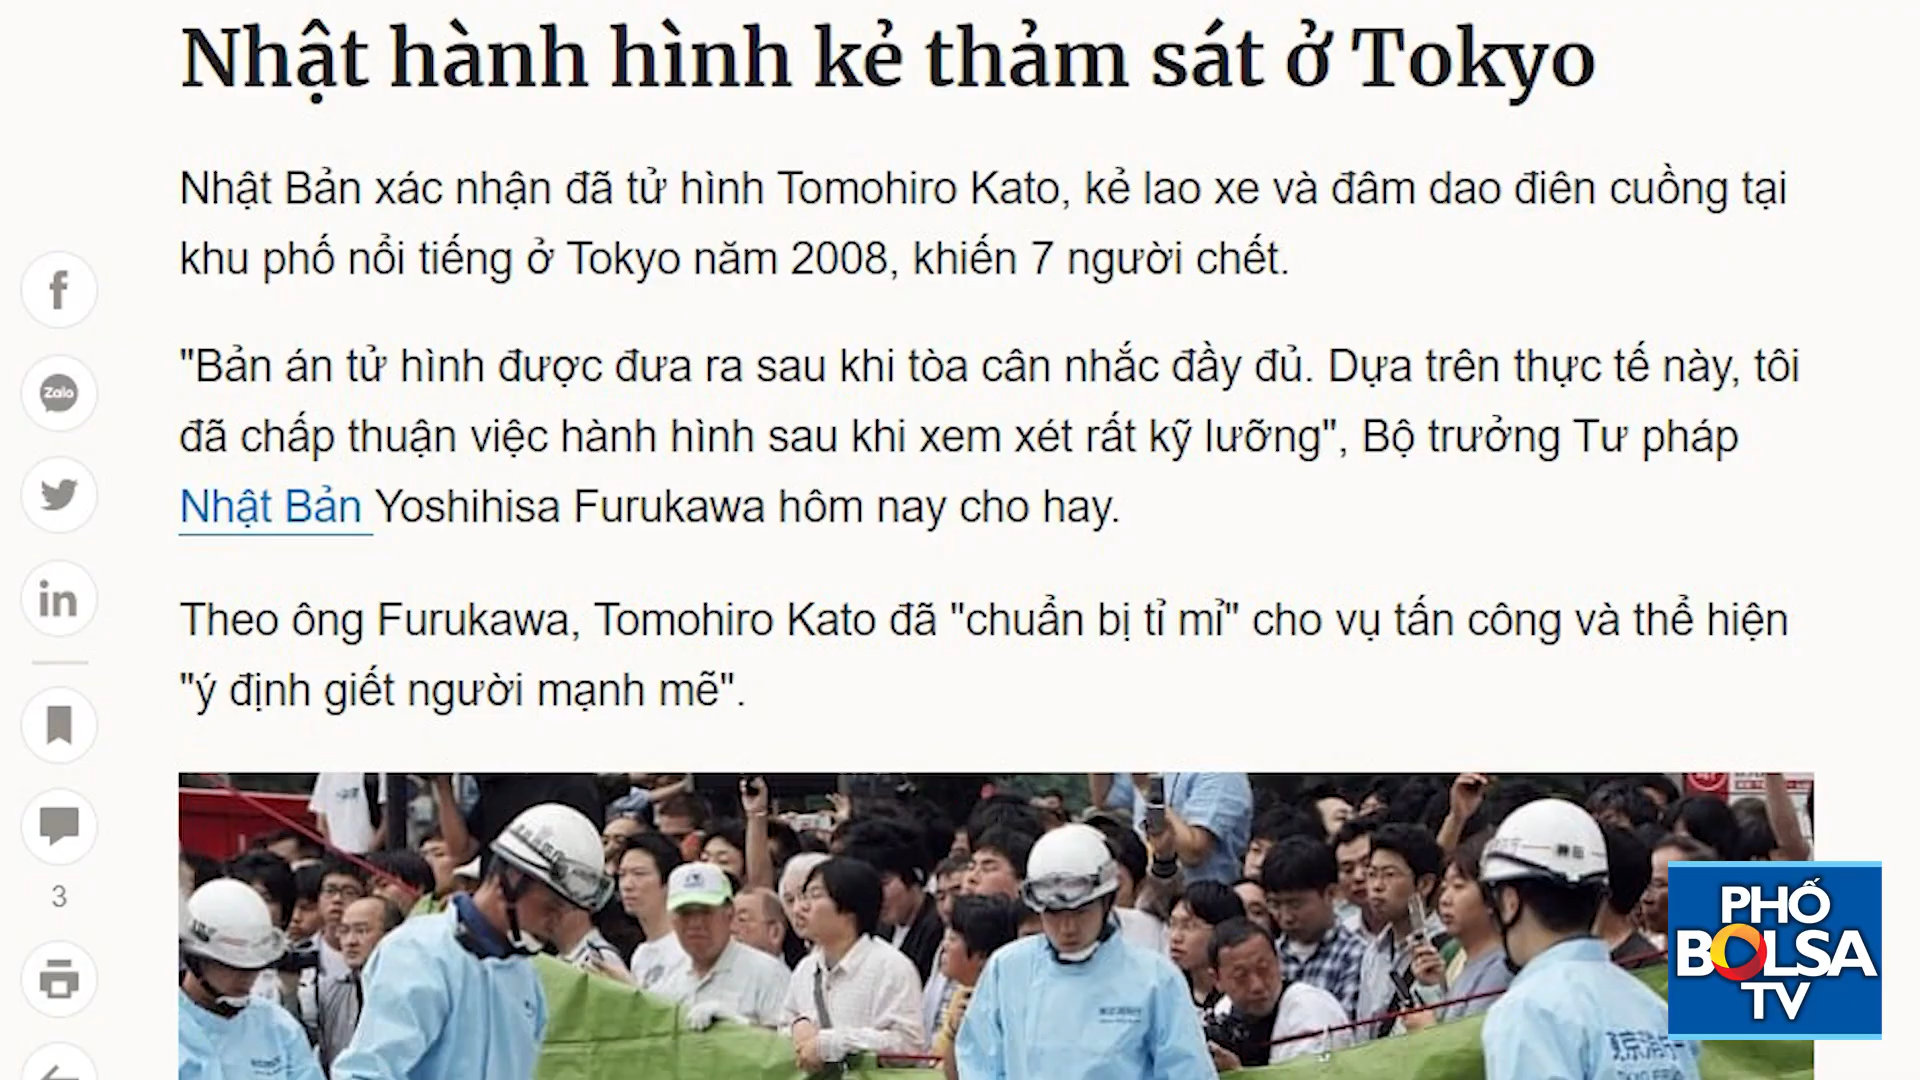 Nhật hành hình kẻ thảm sát ở Tokyo
Nhật Bản xác nhận đã tử hình Tomohiro Kato, kẻ lao xe và đâm dao điên cuồng tại
khu phố nổi tiếng ở Tokyo năm 2008, khiến 7 người chết.
"Bản án tử hình được đưa ra sau khi tòa cân nhắc đầy đủ. Dựa trên thực tế này, tôi
đã chấp thuận việc hành hình sau khi xem xét rất kỹ lưỡng", Bộ trưởng Tư pháp
Nhật Bản Yoshihisa Furukawa hôm nay cho hay.
Theo ông Furukawa, Tomohiro Kato đã "chuẩn bị tỉ mỉ" cho vụ tấn công và thể hiện
"ý định giết người mạnh mẽ".
Zalo
3
PHỐ
BOLSA
TV